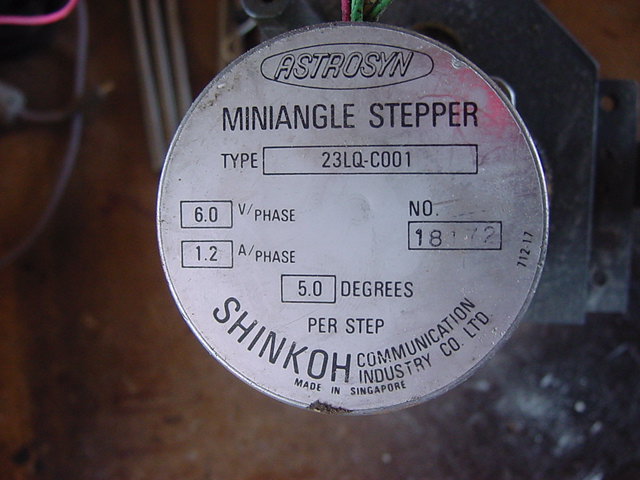 ASTROSYN
MINIANGLE STEPPER
TYPE 23LQ-C001
6.0 V/PHASE
NO.
1.2 A/PHASE
712-17
5.0 DEGREES
PER STEP
SHINKOH COMMUNICATION
INDUSTRY CO. LTD.
MADE IN SINGAPORE